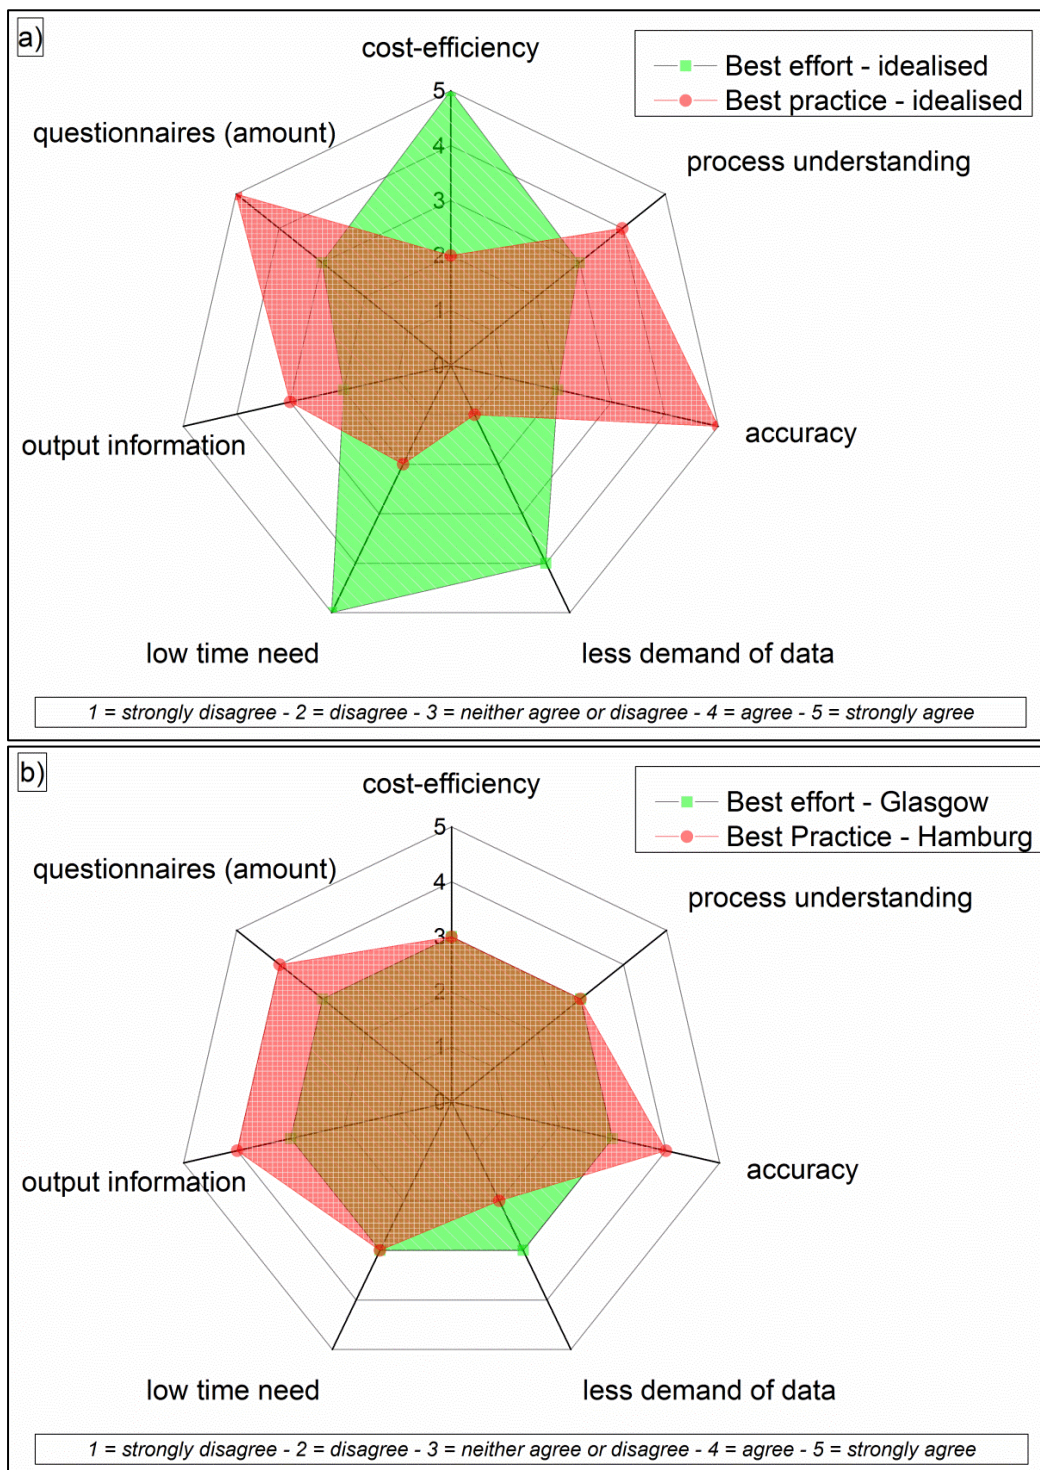 a)
cost-efficiency
Best effort - idealised
Best practice - idealised
questionnaires (amount)
process understanding
5
4
3
2
1
0
output information
accuracy
low time need
less demand of data
1 = strongly disagree - 2 = disagree - 3 = neither agree or disagree - 4 = agree - 5 = strongly agree
b)
cost-efficiency
Best effort - Glasgow
Best Practice - Hamburg
questionnaires (amount)
process understanding
5
4
3
2
1
0
output information
accuracy
low time need
less demand of data
1 = strongly disagree - 2 = disagree - 3 = neither agree or disagree - 4 = agree - 5 = strongly agree